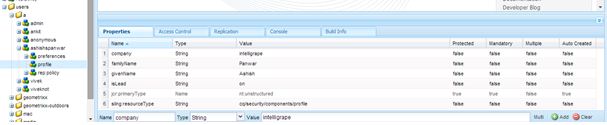 users
a
admin
ankit
anonymous
ashishpanwar
preferences
profile
rep:policy
vivek
viveknot
geometrixx
geometrixx-outdoors
mac
Documentation
Developer Blog
Properties Access Control Replication Console Build Info
Name Type Value Protected Mandatory Multiple Auto Created
1 company String intelligrape false false false false
2 familyName String Panwar false false false false
3 givenName String Ashish false false false false
4 isLead String on false false false false
5 jcr:primaryType Name nt:unstructured true true false true
6 sling:resourceType String cq/security/components/profile false false false false
Name company Type String Value intelligrape Multi Add Clear